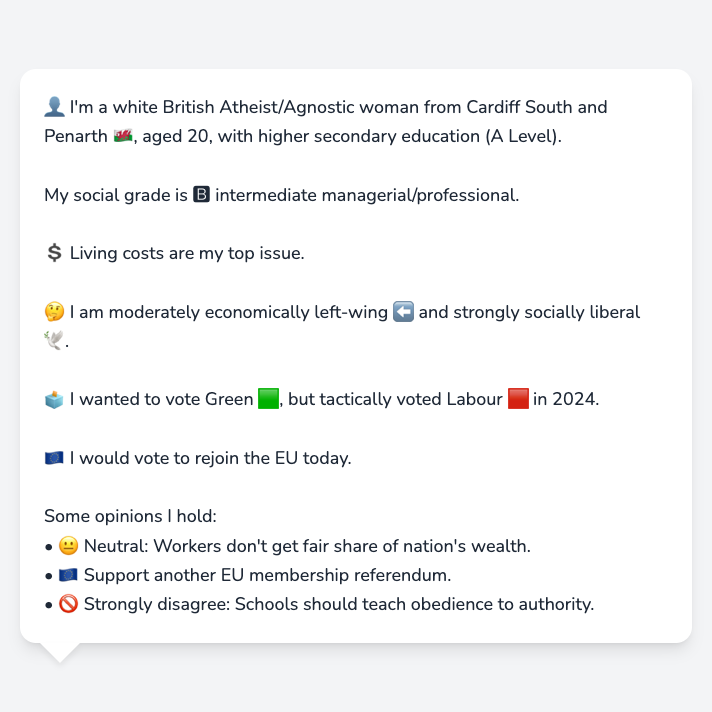 👤 I'm a white British Atheist/Agnostic woman from Cardiff South and
Penarth 🏴󠁧󠁢󠁷󠁬󠁳󠁿, aged 20, with higher secondary education (A Level).
My social grade is 🅱 intermediate managerial/professional.
💲 Living costs are my top issue.
🤔 I am moderately economically left-wing ⬅️ and strongly socially liberal
🕊️.
🗳️ I wanted to vote Green 🟩, but tactically voted Labour 🟥 in 2024.
🇪🇺 I would vote to rejoin the EU today.
Some opinions I hold:
• 😐 Neutral: Workers don't get fair share of nation's wealth.
• 🇪🇺 Support another EU membership referendum.
• 🚫 Strongly disagree: Schools should teach obedience to authority.